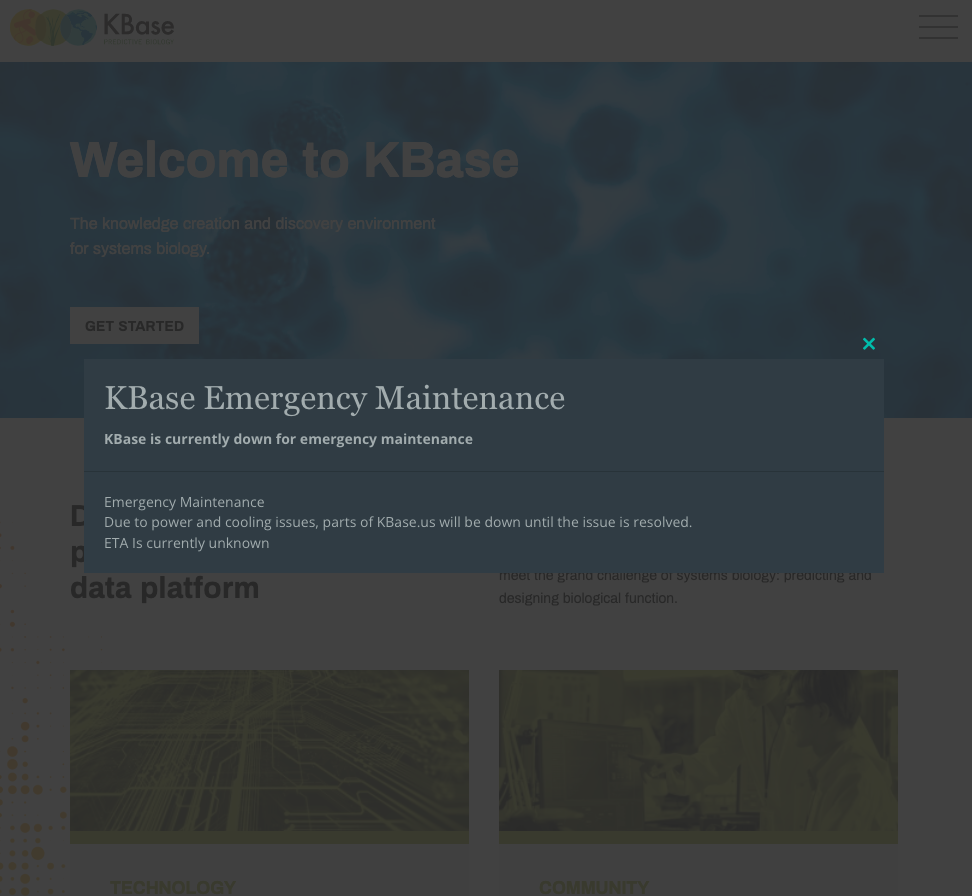 KBase
Welcome to KBase
The knowledge creation and discovery environment
for systems biology.
GET STARTED
KBase Emergency Maintenance
KBase is currently down for emergency maintenance
Emergency Maintenance
Due to power and cooling issues, parts of KBase.us will be down until the issue is resolved.
ETA Is currently unknown
data platform
meet the grand challenge of systems biology: predicting and
designing biological function.
TECHNOLOGY
COMMUNITY